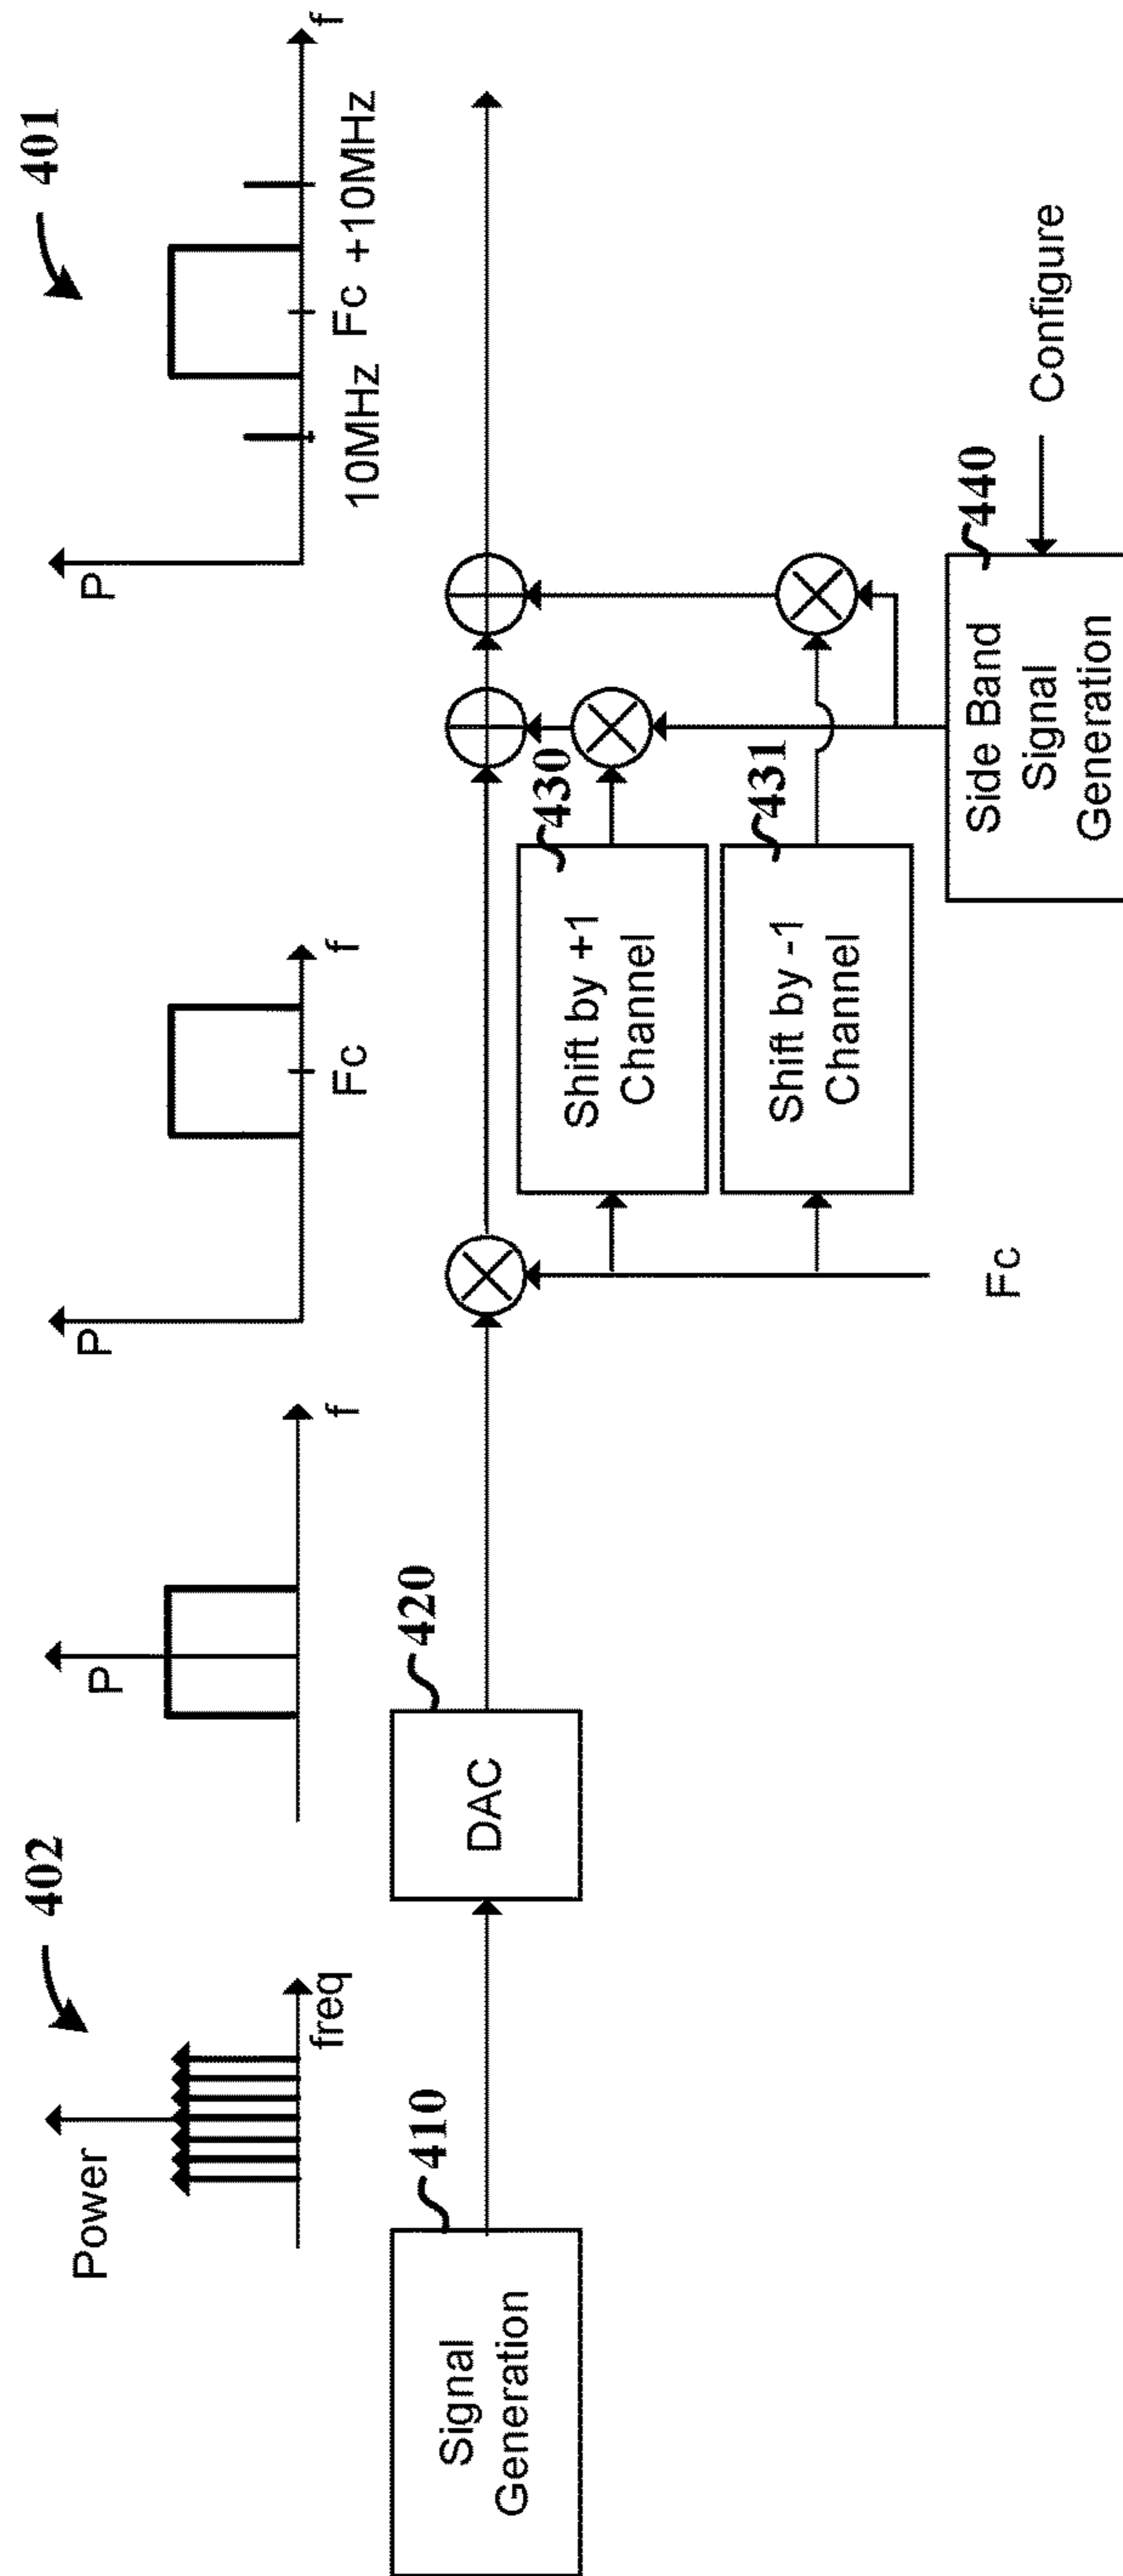 402
401
Power
freq
P
f
P
Fc
f
P
10MHz Fc +10MHz
f
410
Signal
Generation
420
DAC
430
Shift by +1
Channel
431
Shift by -1
Channel
Fc
440
Side Band
Signal
Generation
Configure